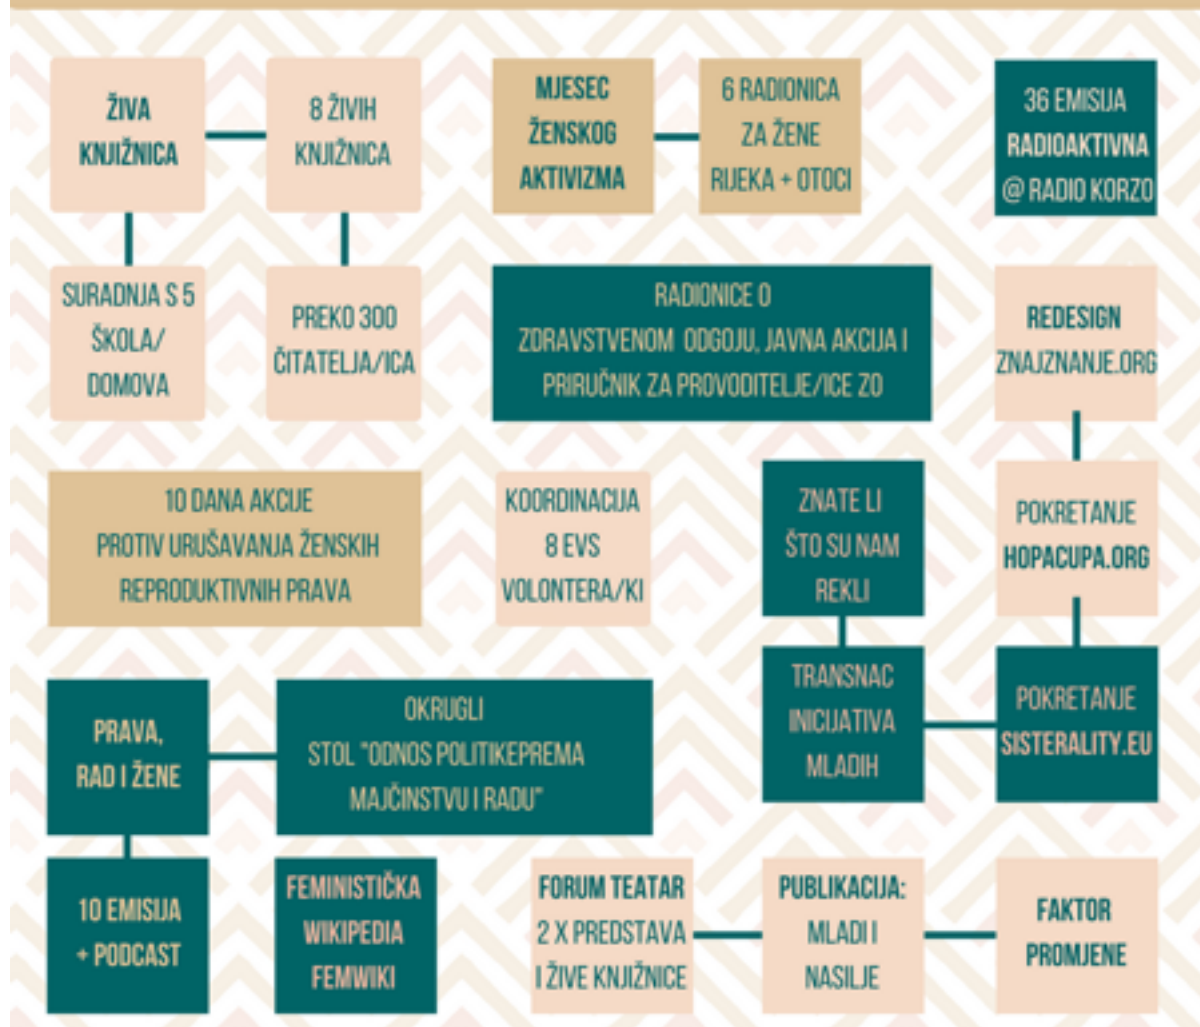 ŽIVA
KNJIŽNICA
8 ŽIVIH
KNJIŽNICA
MJESEC
ŽENSKOG
AKTIVIZMA
6 RADIONICA
ZA ŽENE
RIJEKA + OTOCI
36 EMISIJA
RADIOAKTIVNA
@ RADIO KORZO
SURADNJA S 5
ŠKOLA/
DOMOVA
PREKO 300
ČITATELJA/ICA
RADIONICE O
ZDRAVSTVENOM ODGOJU, JAVNA AKCIJA I
PRIRUČNIK ZA PROVODITELJE/ICE ZO
REDESIGN
ZNAJZNANJE.ORG
10 DANA AKCIJE
PROTIV URUŠAVANJA ŽENSKIH
REPRODUKTIVNIH PRAVA
KOORDINACIJA
8 EVS
VOLONTERA/KI
ZNATE LI
ŠTO SU NAM
REKLI
POKRETANJE
HOPACUPA.ORG
TRANSNAC
INICIJATIVA
MLADIH
POKRETANJE
SISTERALITY.EU
PRAVA,
RAD I ŽENE
OKRUGLI
STOL "ODNOS POLITIKEPREMA
MAJČINSTVU I RADU"
10 EMISIJA
+ PODCAST
FEMINISTIČKA
WIKIPEDIA
FEMWIKI
FORUM TEATAR
2 X PREDSTAVA
I ŽIVE KNJIŽNICE
PUBLIKACIJA:
MLADI I
NASILJE
FAKTOR
PROMJENE